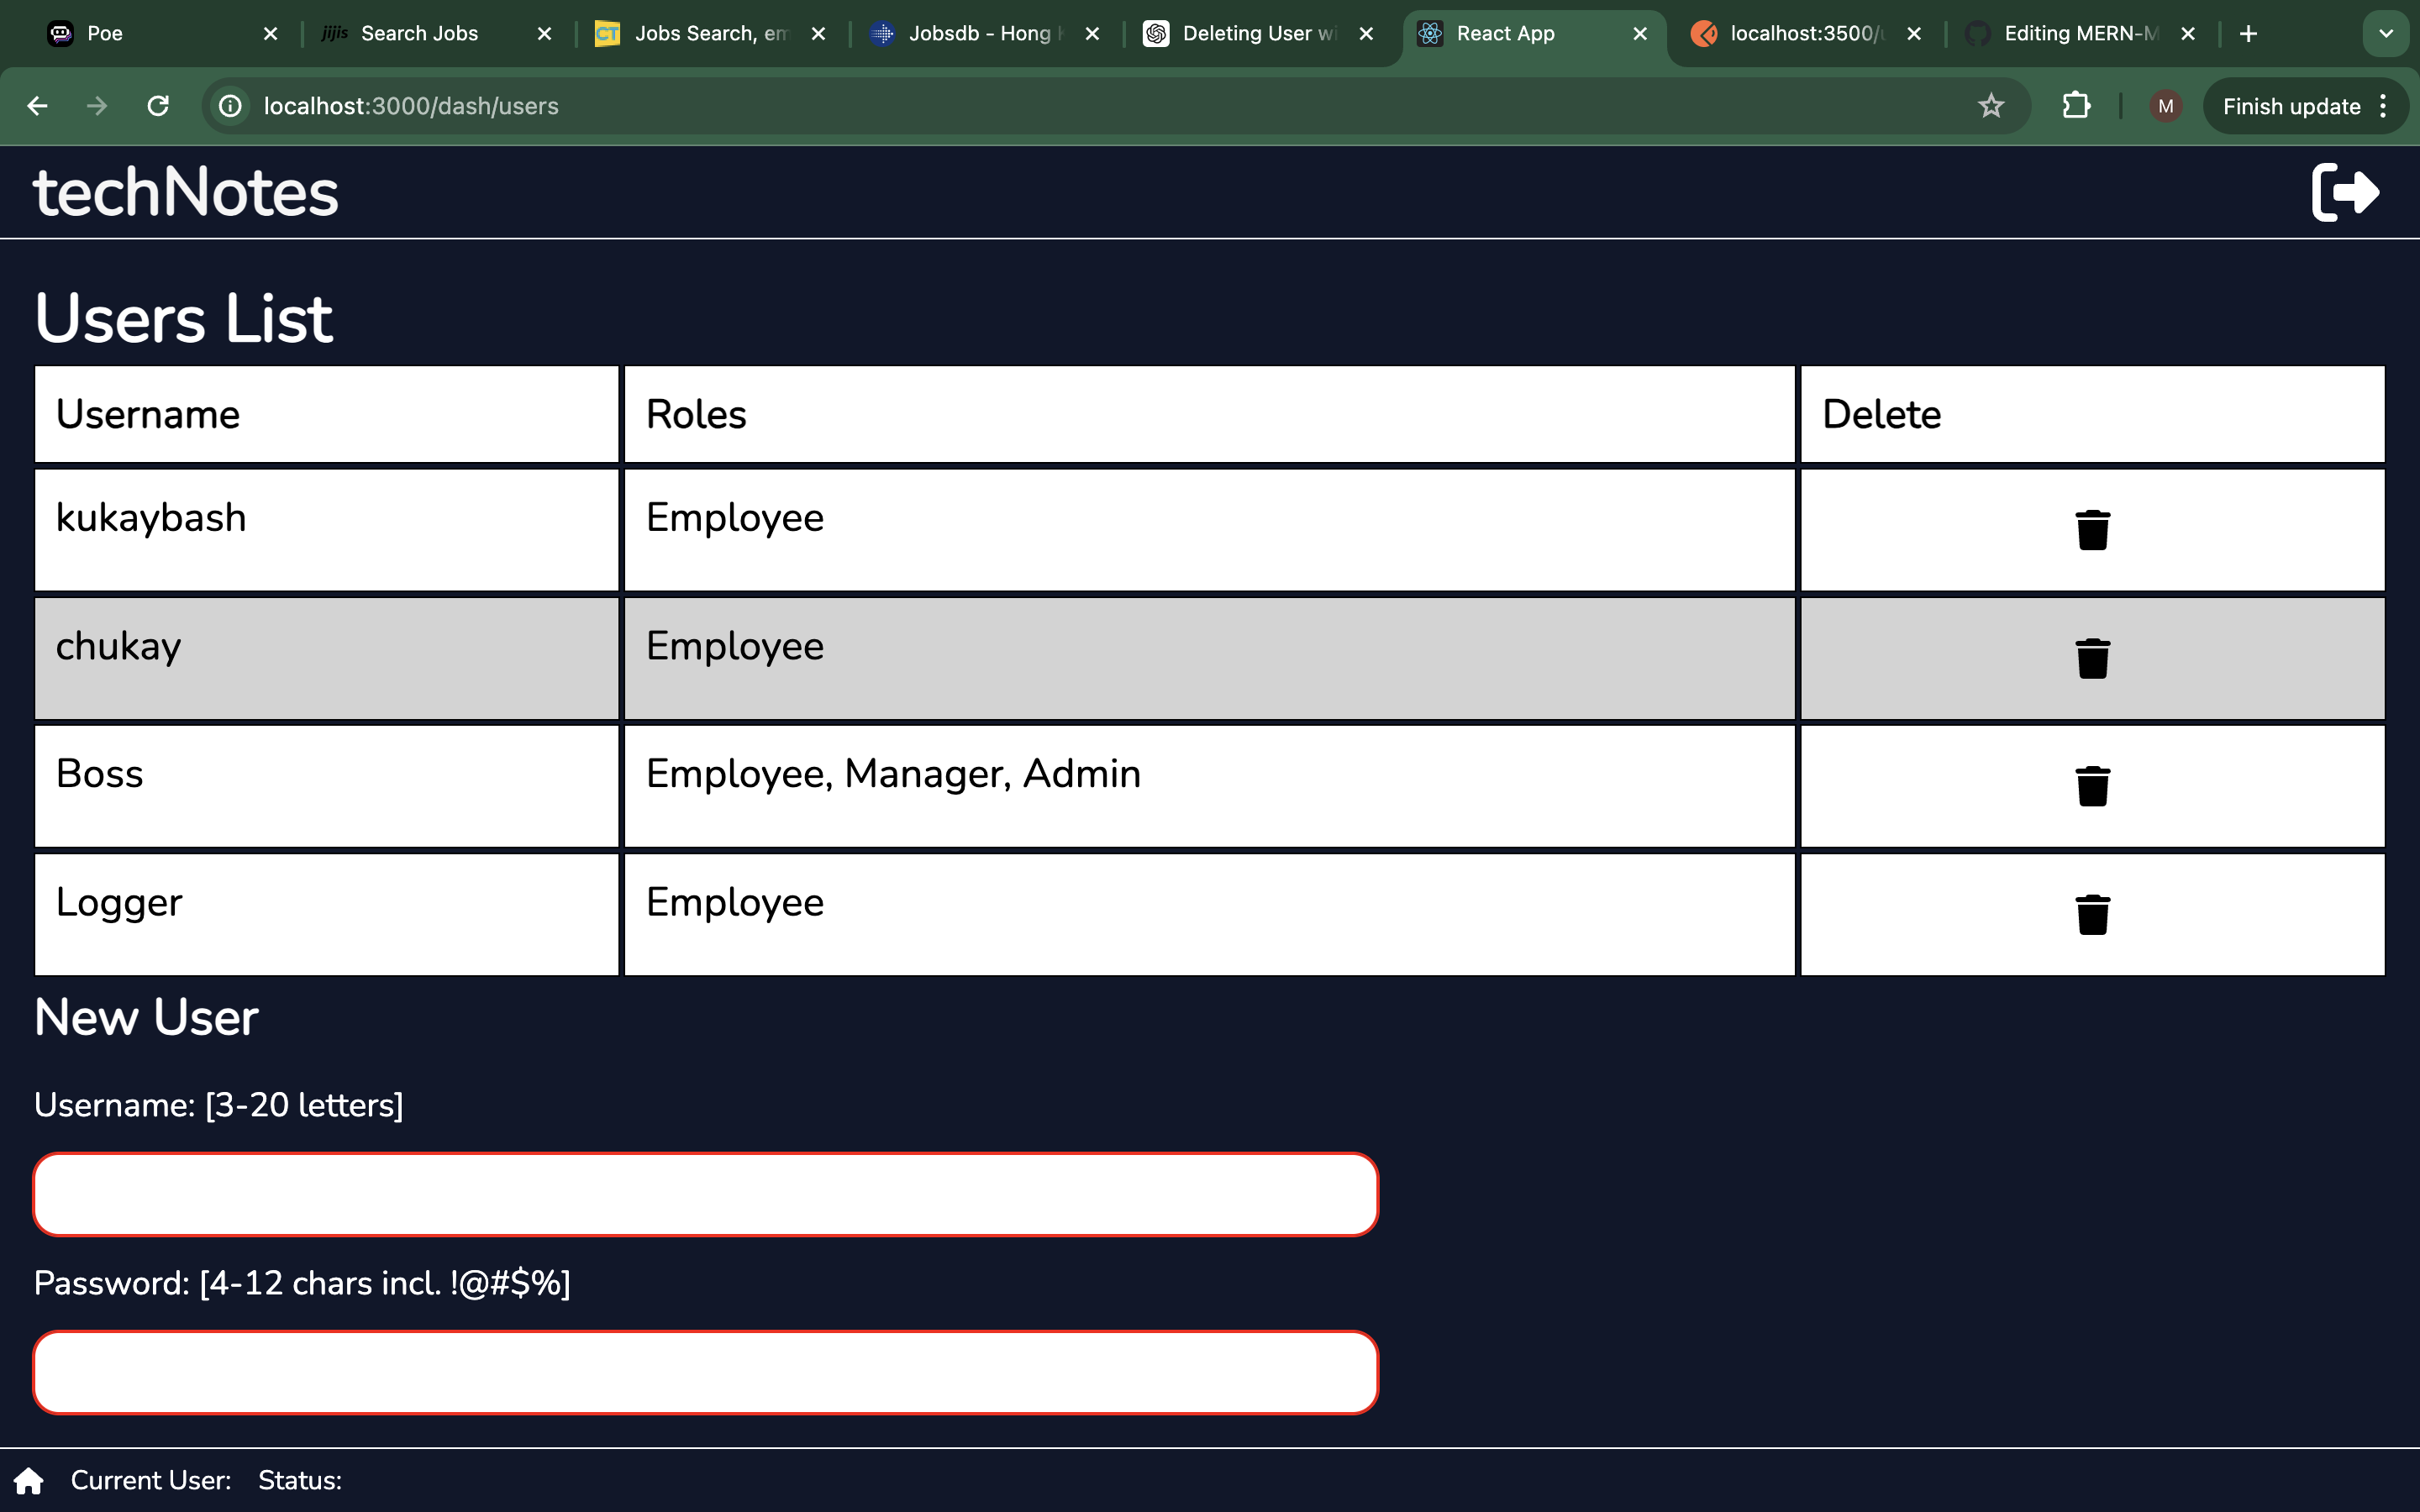 Poe
jijis Search Jobs
CT Jobs Search, em
Jobsdb - Hong
Deleting User wi
React App
localhost:3500/u
Editing MERN-M
localhost:3000/dash/users
M
Finish update
techNotes
Users List
Username Roles Delete
kukaybash Employee
chukay Employee
Boss Employee, Manager, Admin
Logger Employee
New User
Username: [3-20 letters]
Password: [4-12 chars incl. !@#$%]
Current User: Status: